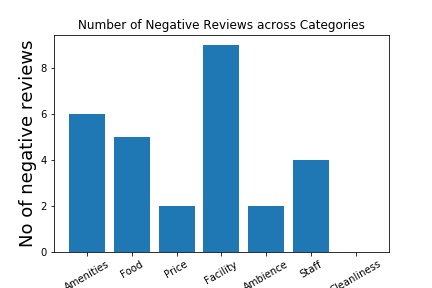 Number of Negative Reviews across Categories
No of negative reviews
8
6
4
2
0
Amenities
Food
Price
Facility
Ambience
Staff
Cleanliness